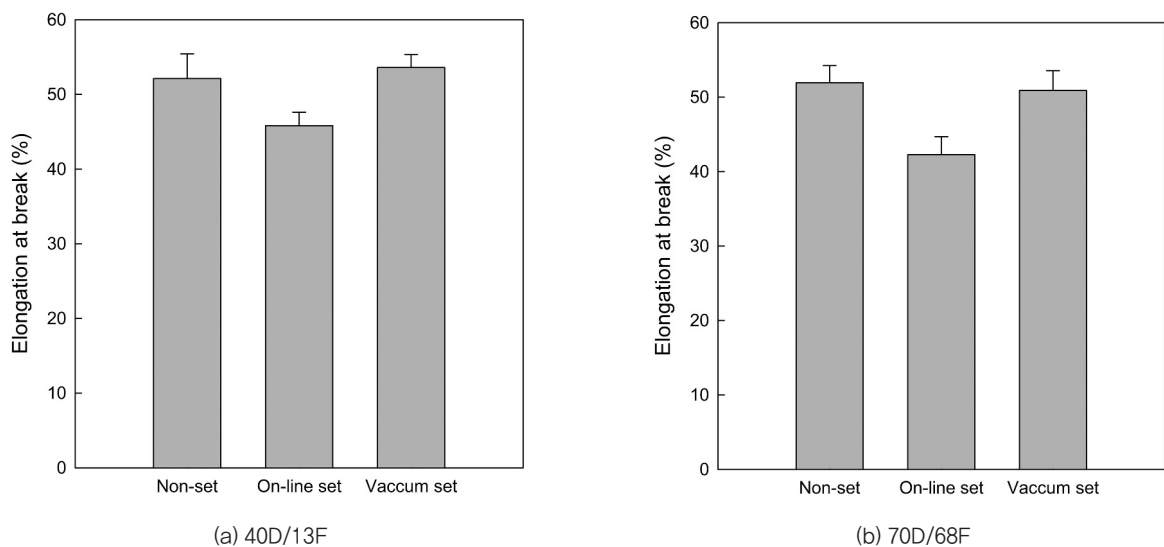 Elongation at break (%)
60
50
40
30
20
10
0
Non-set On-line set Vaccum set
(a) 40D/13F
Elongation at break (%)
60
50
40
30
20
10
0
Non-set On-line set Vaccum set
(b) 70D/68F